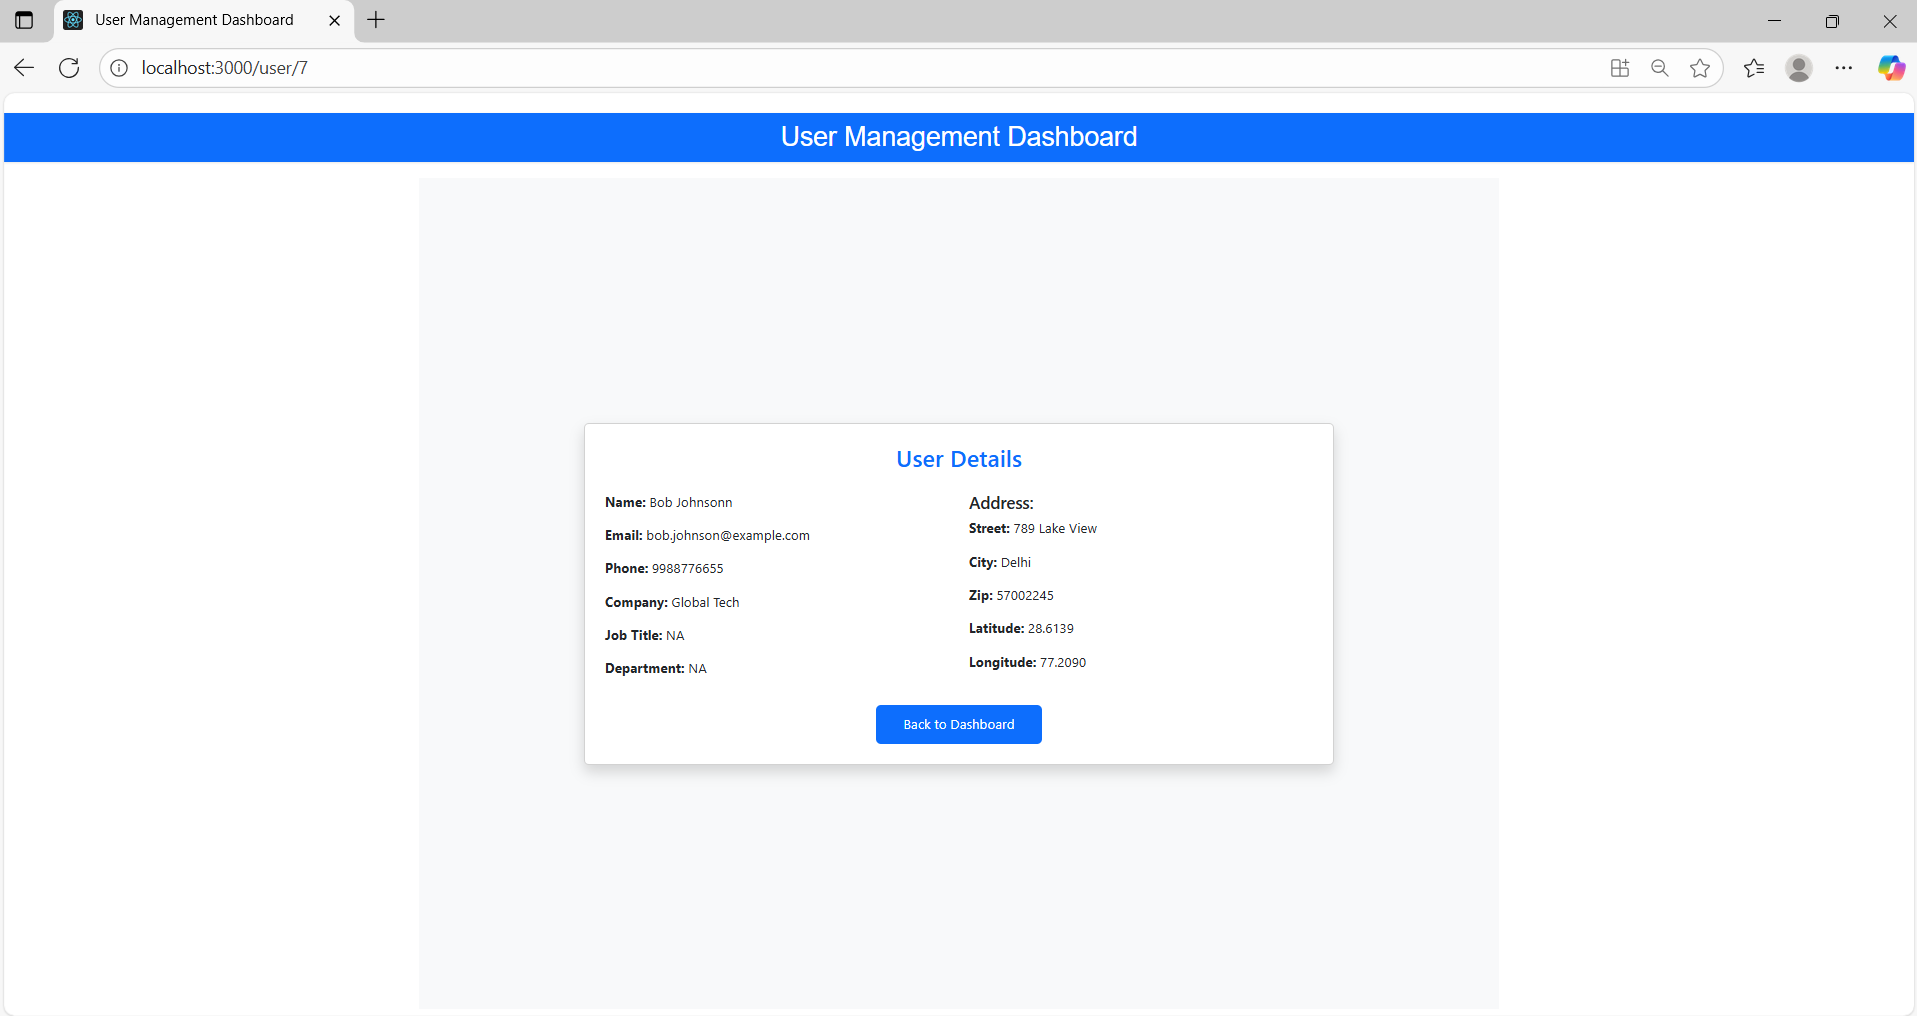 User Management Dashboard
localhost:3000/user/7
User Management Dashboard
User Details
Name: Bob Johnsonn
Email: bob.johnson@example.com
Phone: 9988776655
Company: Global Tech
Job Title: NA
Department: NA
Address:
Street: 789 Lake View
City: Delhi
Zip: 57002245
Latitude: 28.6139
Longitude: 77.2090
Back to Dashboard